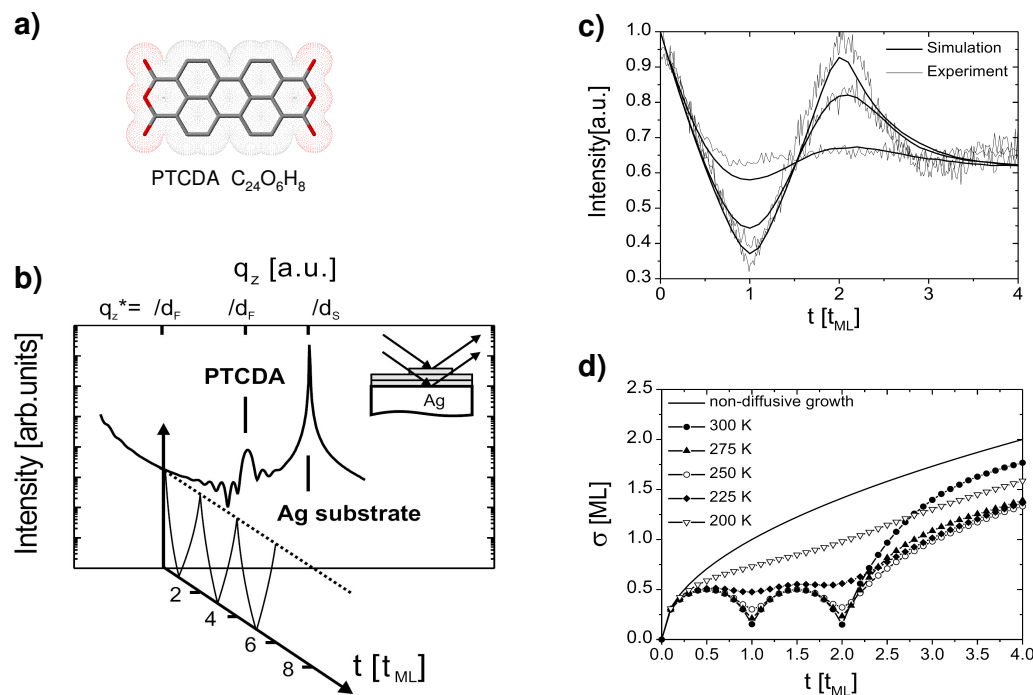 a)
PTCDA C24O6H8
b)
qz [a.u.]
qz*= /dF /dF /dS
Intensity [arb.units]
PTCDA
Ag
Ag substrate
2
4
6
8
t [tML]
c)
Intensity[a.u.]
1.0
0.9
0.8
0.7
0.6
0.5
0.4
0.3
Simulation
Experiment
0 1 2 3 4
t [tML]
d)
σ [ML]
2.5
2.0
1.5
1.0
0.5
0.0
non-diffusive growth
300 K
275 K
250 K
225 K
200 K
0.0 0.5 1.0 1.5 2.0 2.5 3.0 3.5 4.0
t [tML]